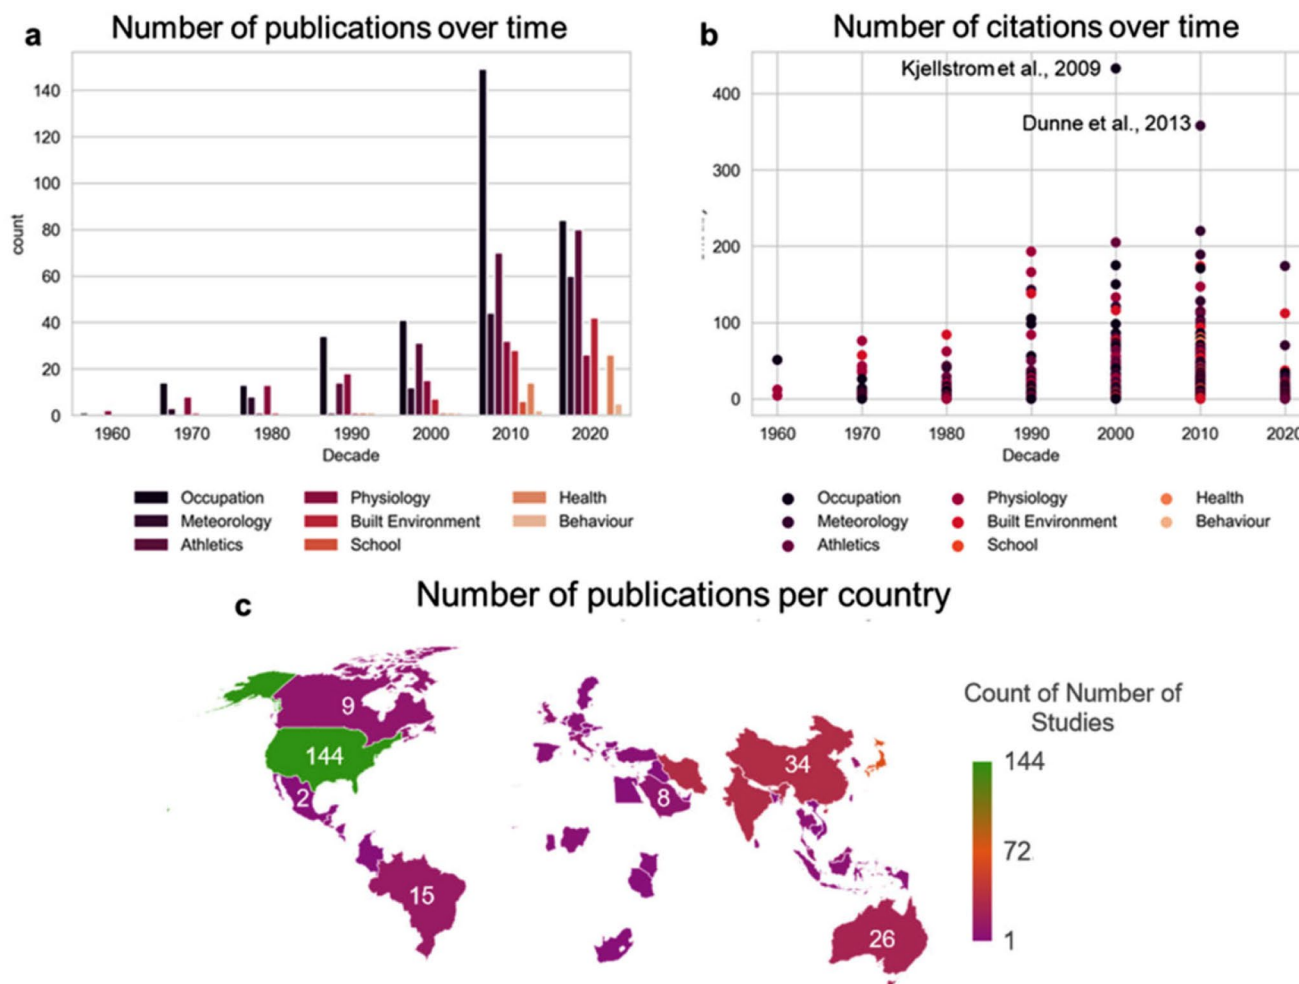 a Number of publications over time
140
120
100
80
60
40
20
0
count
1960 1970 1980 1990 2000 2010 2020
Decade
Occupation Physiology Health
Meteorology Built Environment Behaviour
Athletics School
b Number of citations over time
Kjellstrom et al., 2009
Dunne et al., 2013
400
300
200
100
0
1960 1970 1980 1990 2000 2010 2020
Decade
Occupation Physiology Health
Meteorology Built Environment Behaviour
Athletics School
c Number of publications per country
9
144
2
15
8
34
26
Count of Number of
Studies
144
72
1